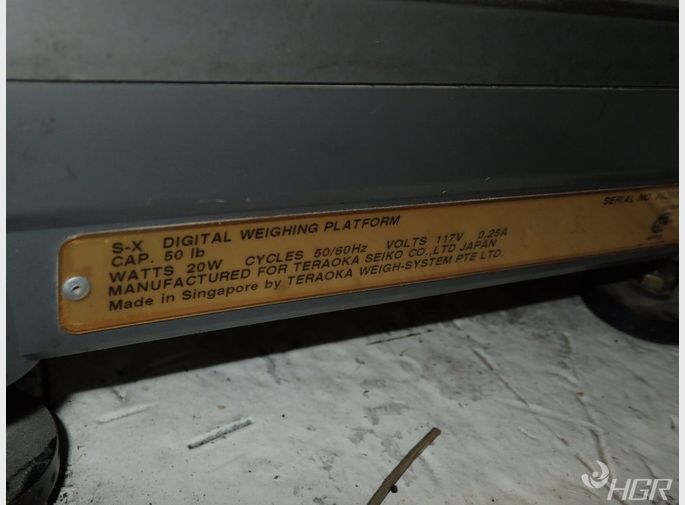 S-X DIGITAL WEIGHING PLATFORM
CAP. 50 lb
WATTS 20W CYCLES 50/60Hz VOLTS 117V 0.25A
MANUFACTURED FOR TERAOKA SEIKO CO.,LTD JAPAN
Made in Singapore by TERAOKA WEIGH-SYSTEM PTE LTD.
SERIAL NO
HGR